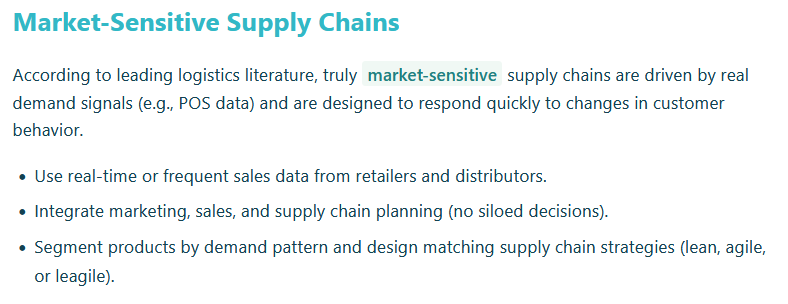 Market-Sensitive Supply Chains
According to leading logistics literature, truly market-sensitive supply chains are driven by real
demand signals (e.g., POS data) and are designed to respond quickly to changes in customer
behavior.
• Use real-time or frequent sales data from retailers and distributors.
• Integrate marketing, sales, and supply chain planning (no siloed decisions).
• Segment products by demand pattern and design matching supply chain strategies (lean, agile,
or leagile).